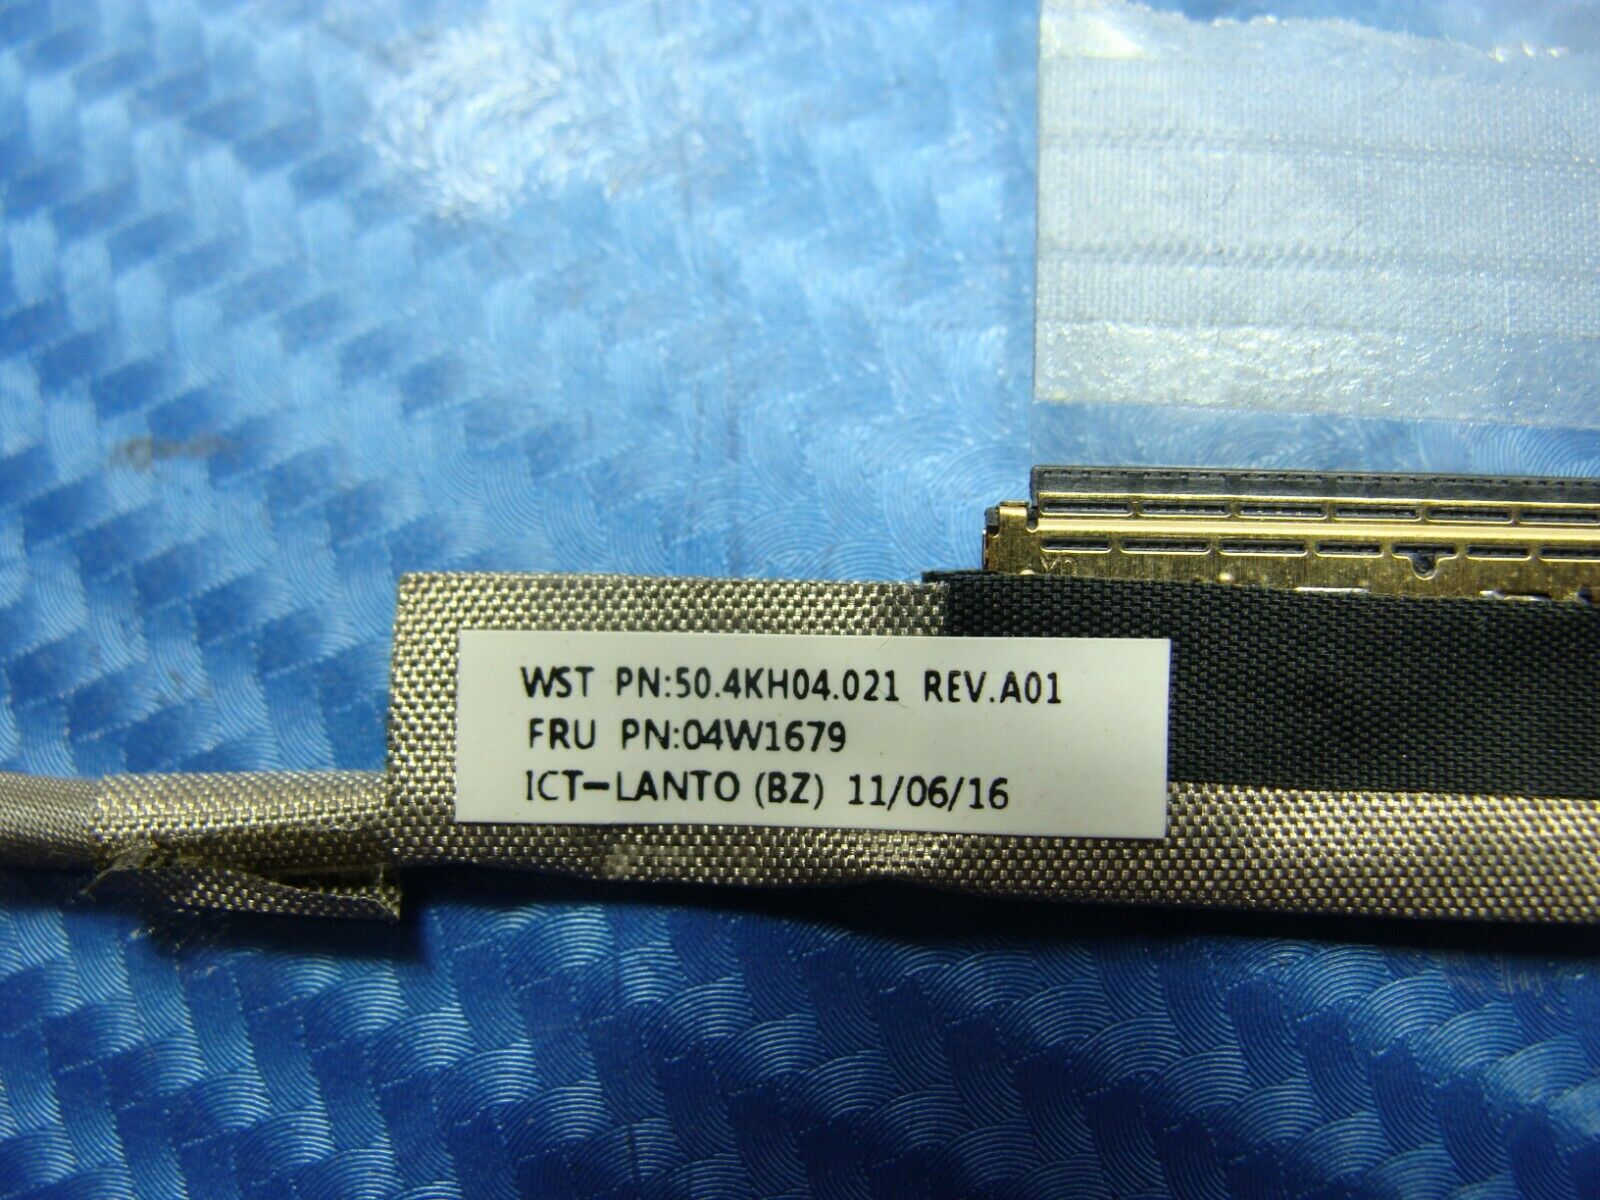 WST PN:50.4KH04.021 REV.A01
FRU PN:04W1679
ICT-LANTO (BZ) 11/06/16